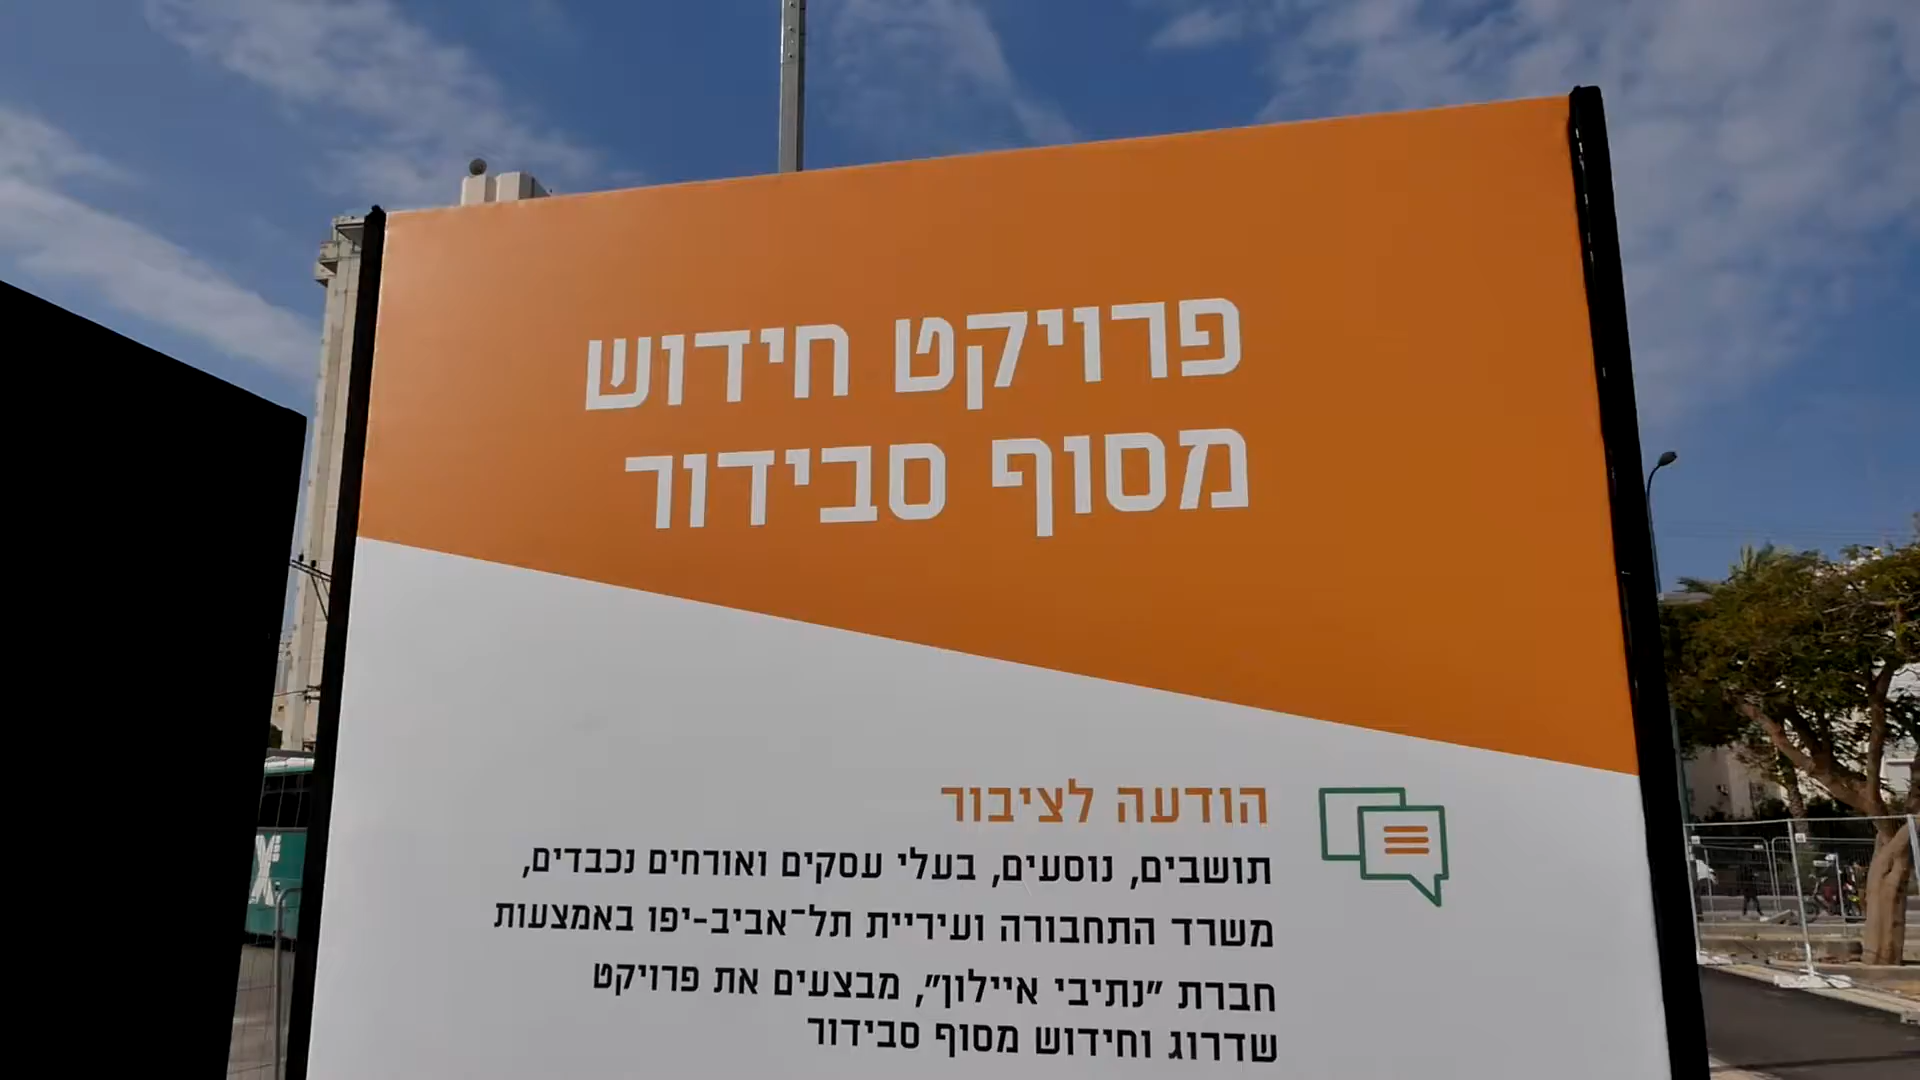 פרויקט חידוש
מסוף סבידור
הודעה לציבור
תושבים, נוסעים, בעלי עסקים ואורחים נכבדים,
משרד התחבורה ועיריית תל־אביב-יפו באמצעות
חברת "נתיבי איילון", מבצעים את פרויקט
שדרוג וחידוש מסוף סבידור